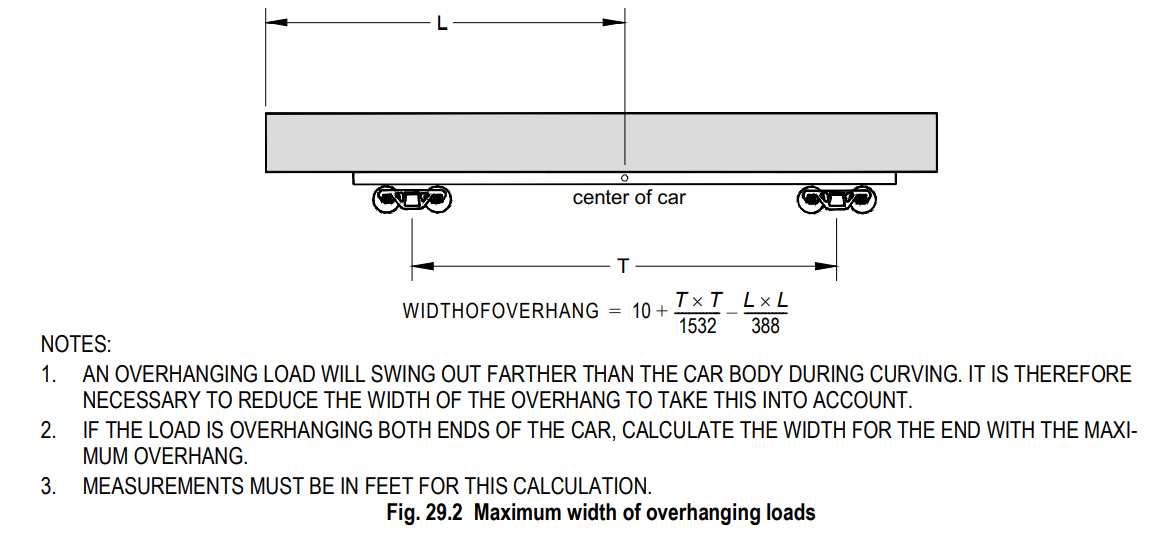 L
center of car
T
WIDTHOFOVERHANG = 10 + T × T / 1532 − L × L / 388
NOTES:
1. AN OVERHANGING LOAD WILL SWING OUT FARTHER THAN THE CAR BODY DURING CURVING. IT IS THEREFORE
NECESSARY TO REDUCE THE WIDTH OF THE OVERHANG TO TAKE THIS INTO ACCOUNT.
2. IF THE LOAD IS OVERHANGING BOTH ENDS OF THE CAR, CALCULATE THE WIDTH FOR THE END WITH THE MAXI-
MUM OVERHANG.
3. MEASUREMENTS MUST BE IN FEET FOR THIS CALCULATION.
Fig. 29.2 Maximum width of overhanging loads